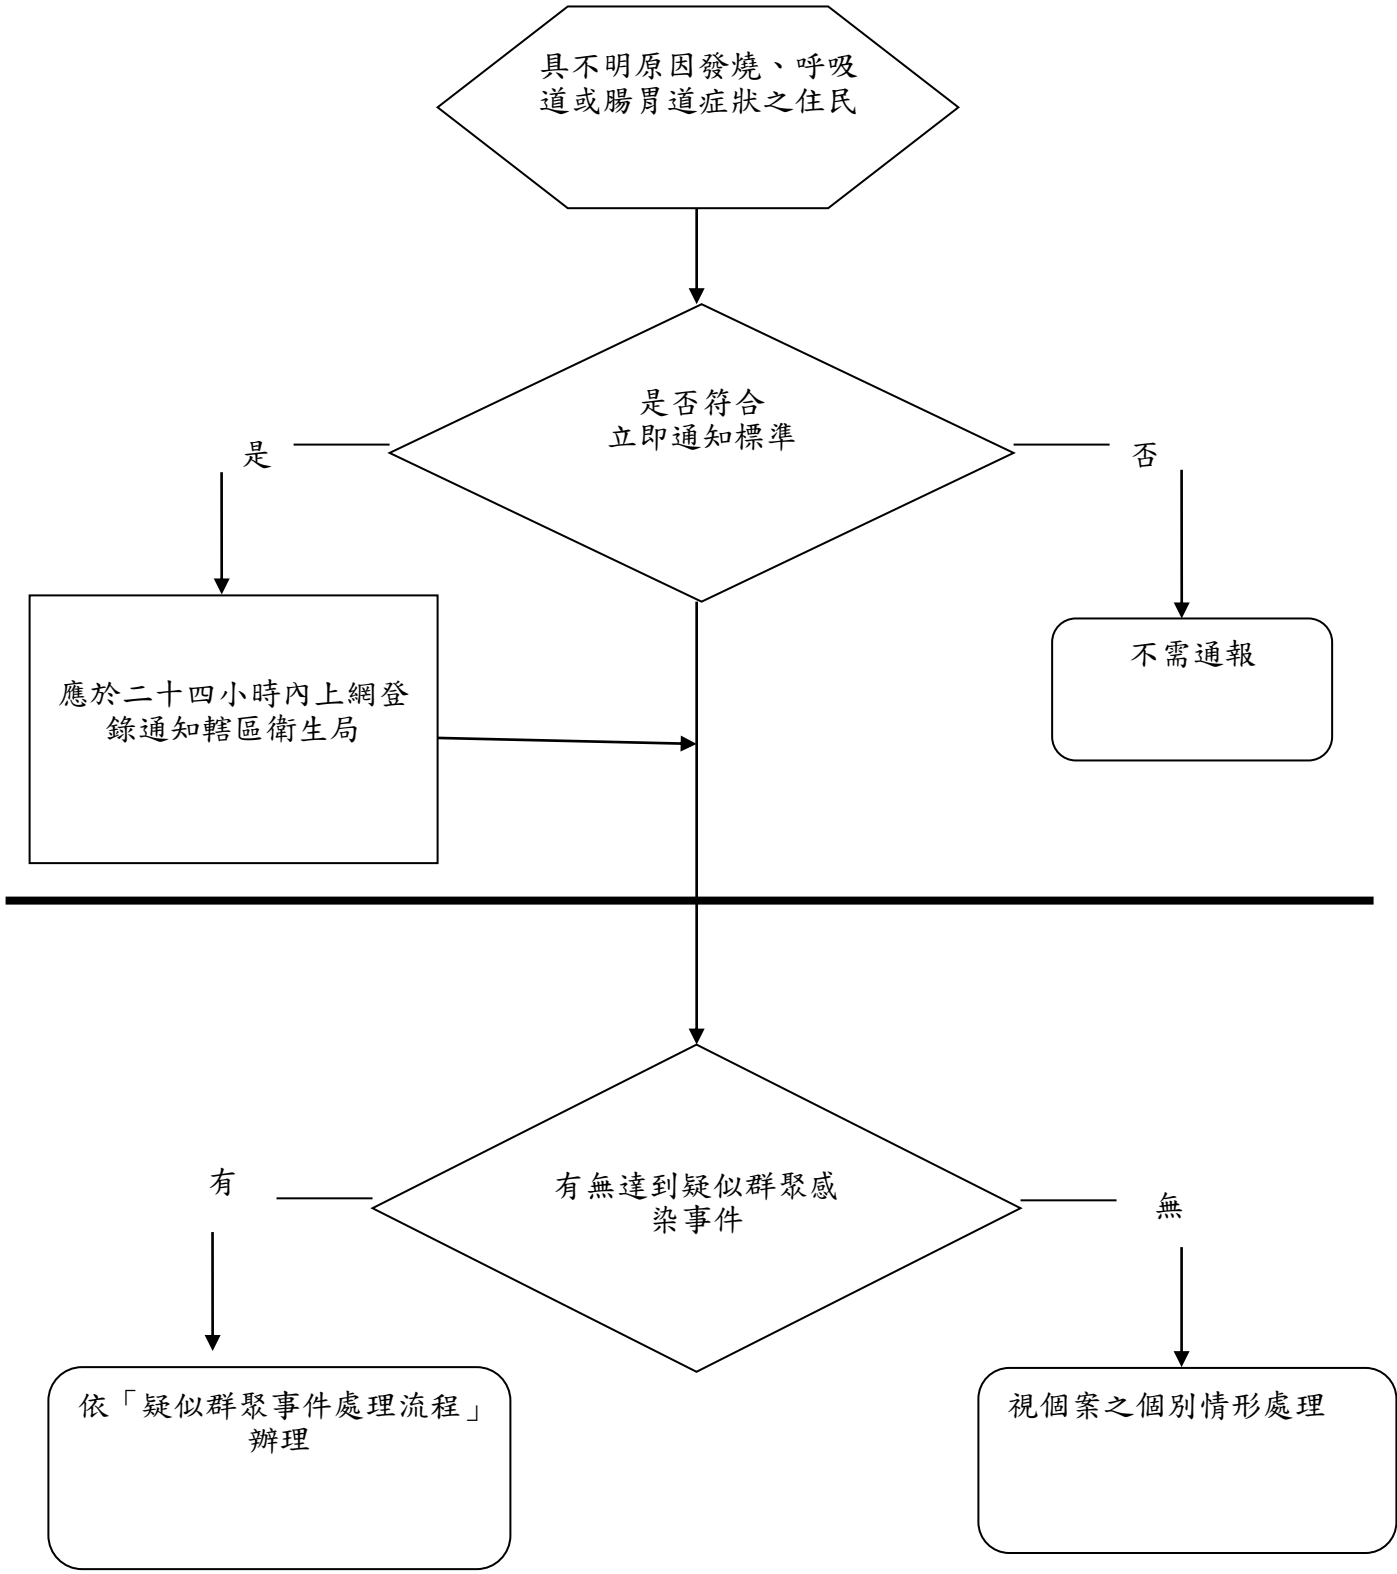 具不明原因發燒、呼吸
道或腸胃道症狀之住民
是否符合
立即通知標準
是
否
應於二十四小時內上網登
錄通知轄區衛生局
不需通報
有無達到疑似群聚感
染事件
有
無
依「疑似群聚事件處理流程」
辦理
視個案之個別情形處理